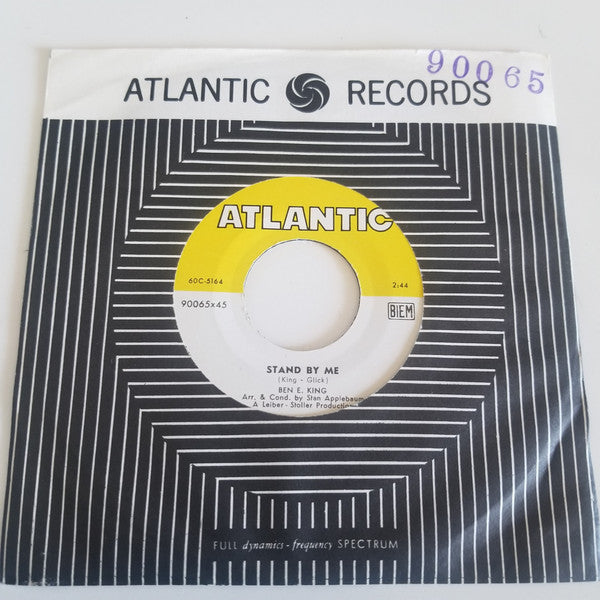 90065
ATLANTIC RECORDS
ATLANTIC
60C-5164 2:44
90065x45 BIEM
STAND BY ME
(King - Glick)
BEN E. KING
Arr. & Cond. by Stan Applebaum
A Leiber - Stoller Production
FULL dynamics - frequency SPECTRUM